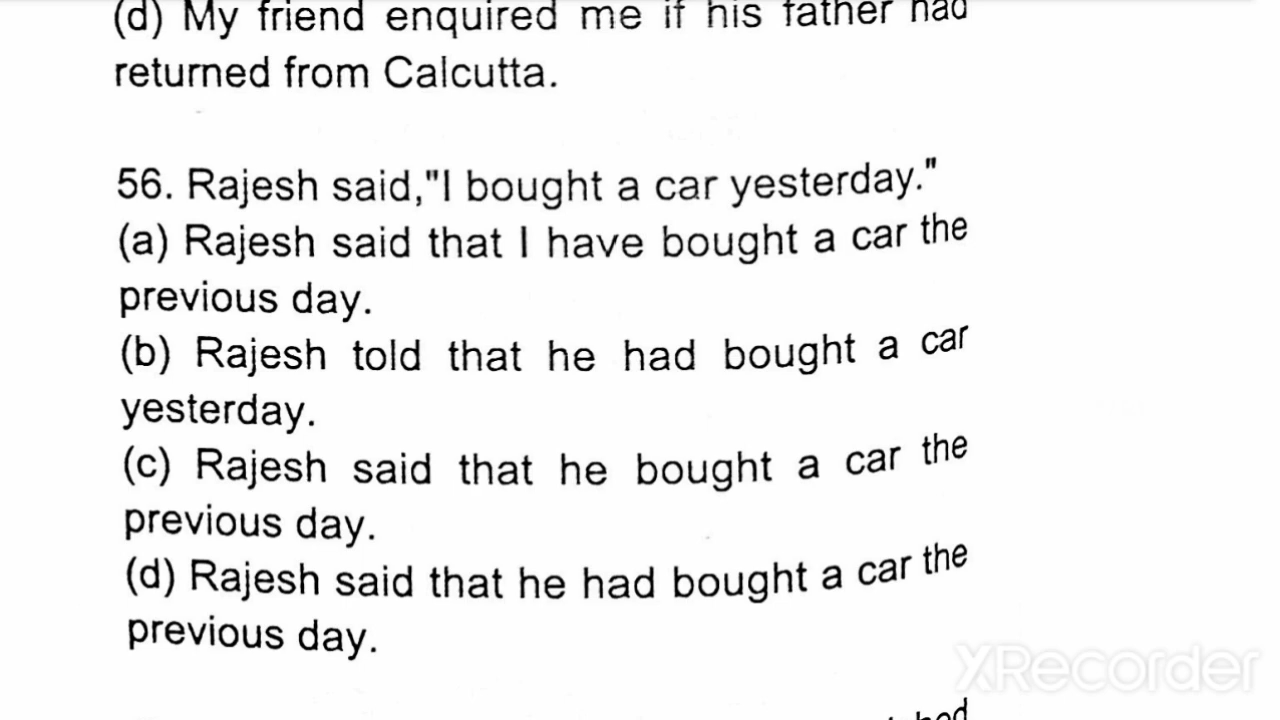 (d) My friend enquired me if his father had
returned from Calcutta.
56. Rajesh said,"I bought a car yesterday."
(a) Rajesh said that I have bought a car the
previous day.
(b) Rajesh told that he had bought a car
yesterday.
(c) Rajesh said that he bought a car the
previous day.
(d) Rajesh said that he had bought a car the
previous day.
XRecorder